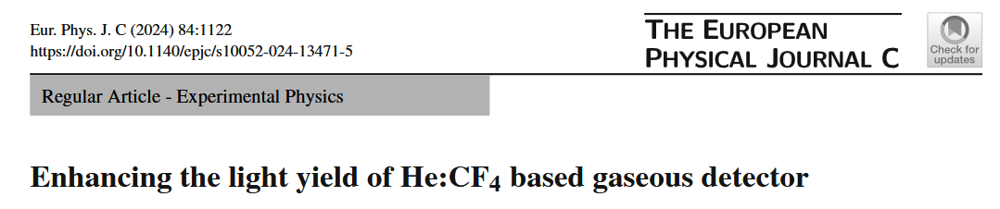 Eur. Phys. J. C (2024) 84:1122
https://doi.org/10.1140/epjc/s10052-024-13471-5
THE EUROPEAN
PHYSICAL JOURNAL C
Check for
updates
Regular Article - Experimental Physics
Enhancing the light yield of He:CF4 based gaseous detector